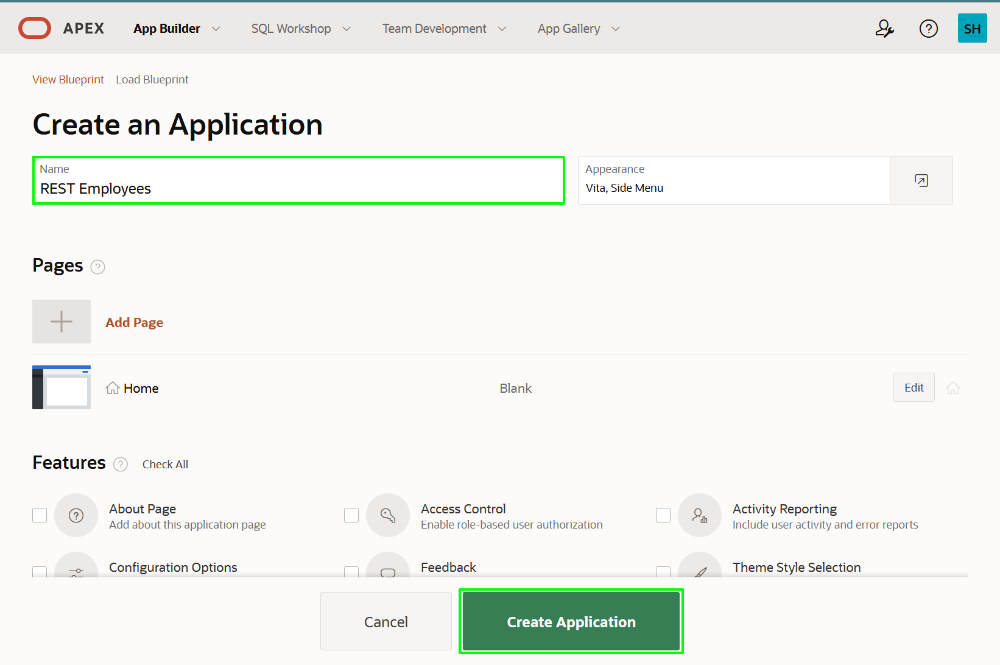 APEX App Builder SQL Workshop Team Development App Gallery SH
View Blueprint Load Blueprint
Create an Application
Name
REST Employees
Appearance
Vita, Side Menu
Pages ?
Add Page
Home Blank Edit
Features ? Check All
About Page
Add about this application page
Access Control
Enable role-based user authorization
Activity Reporting
Include user activity and error reports
Configuration Options Feedback Theme Style Selection
Cancel Create Application